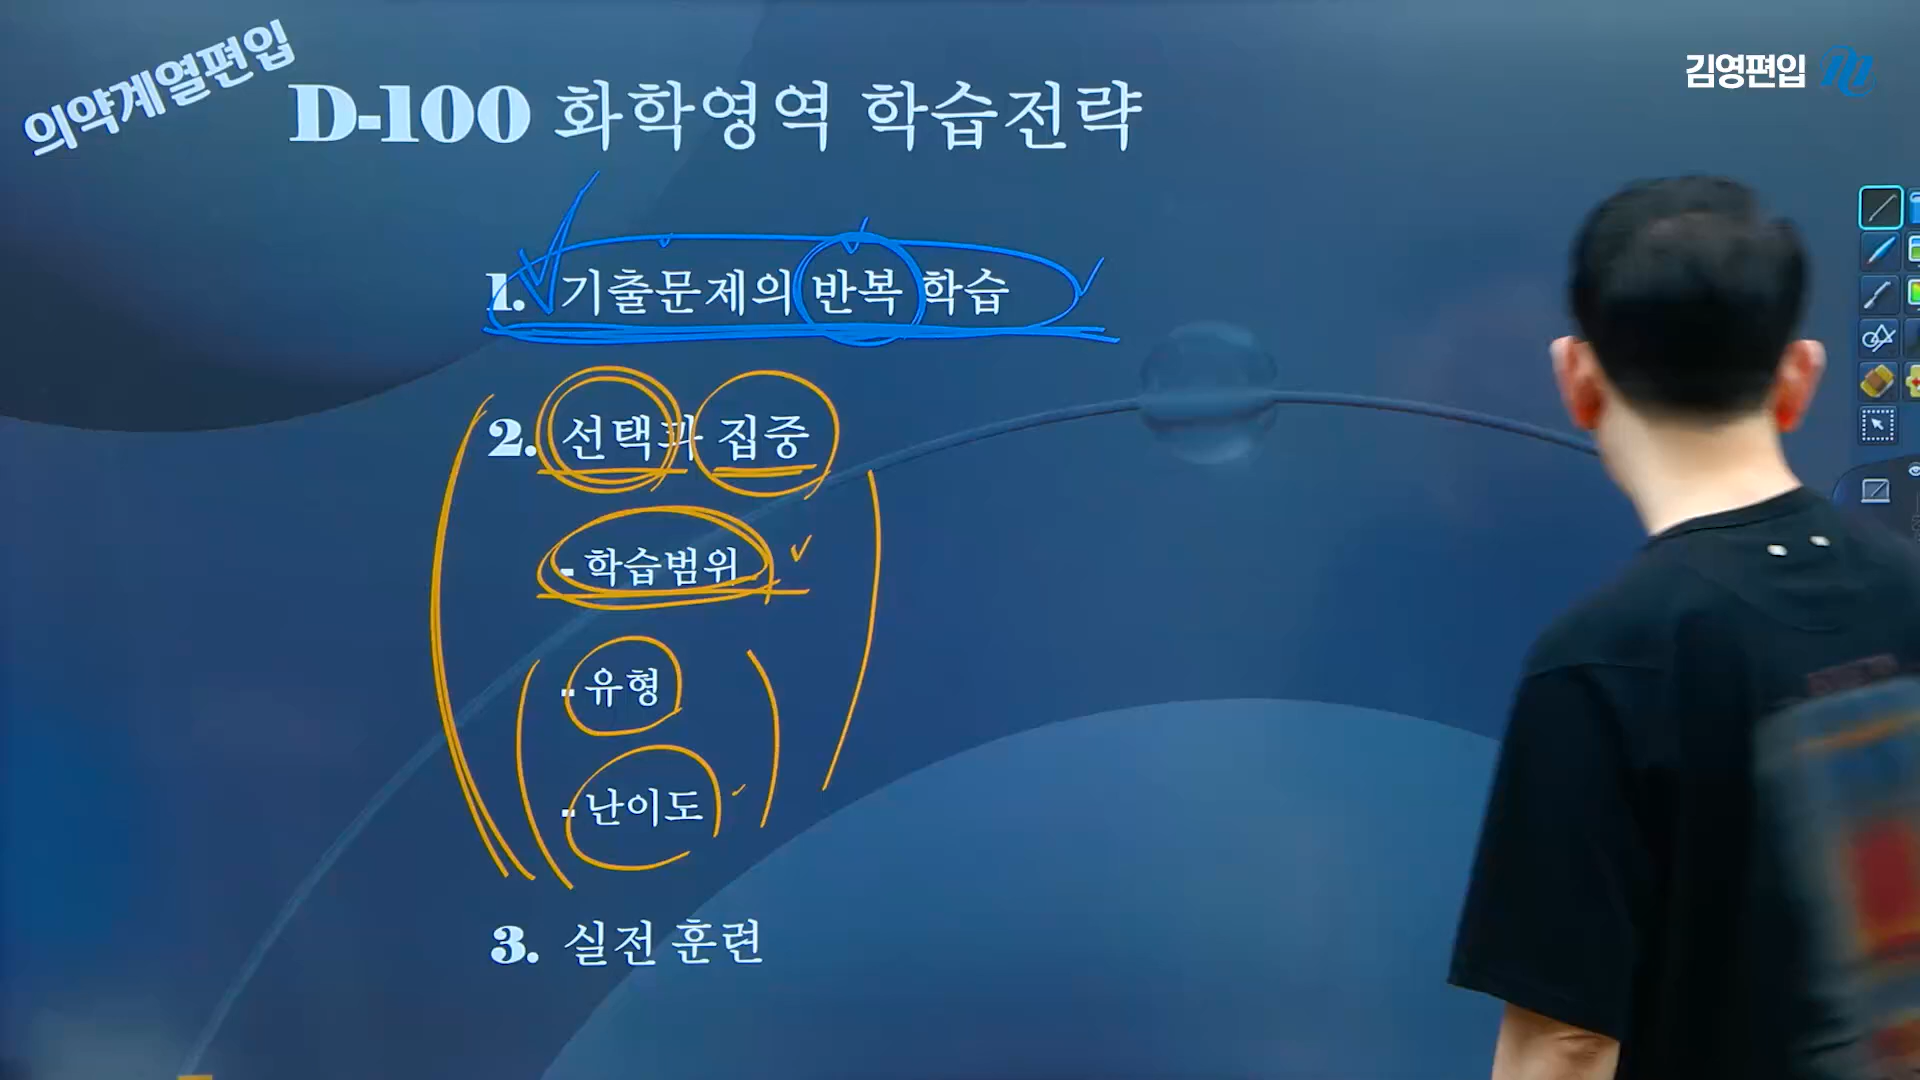 의약계열편입
김영편입
D-100 화학영역 학습전략
1. 기출문제의 반복 학습
2. 선택과 집중
- 학습범위
- 유형
- 난이도
3. 실전 훈련